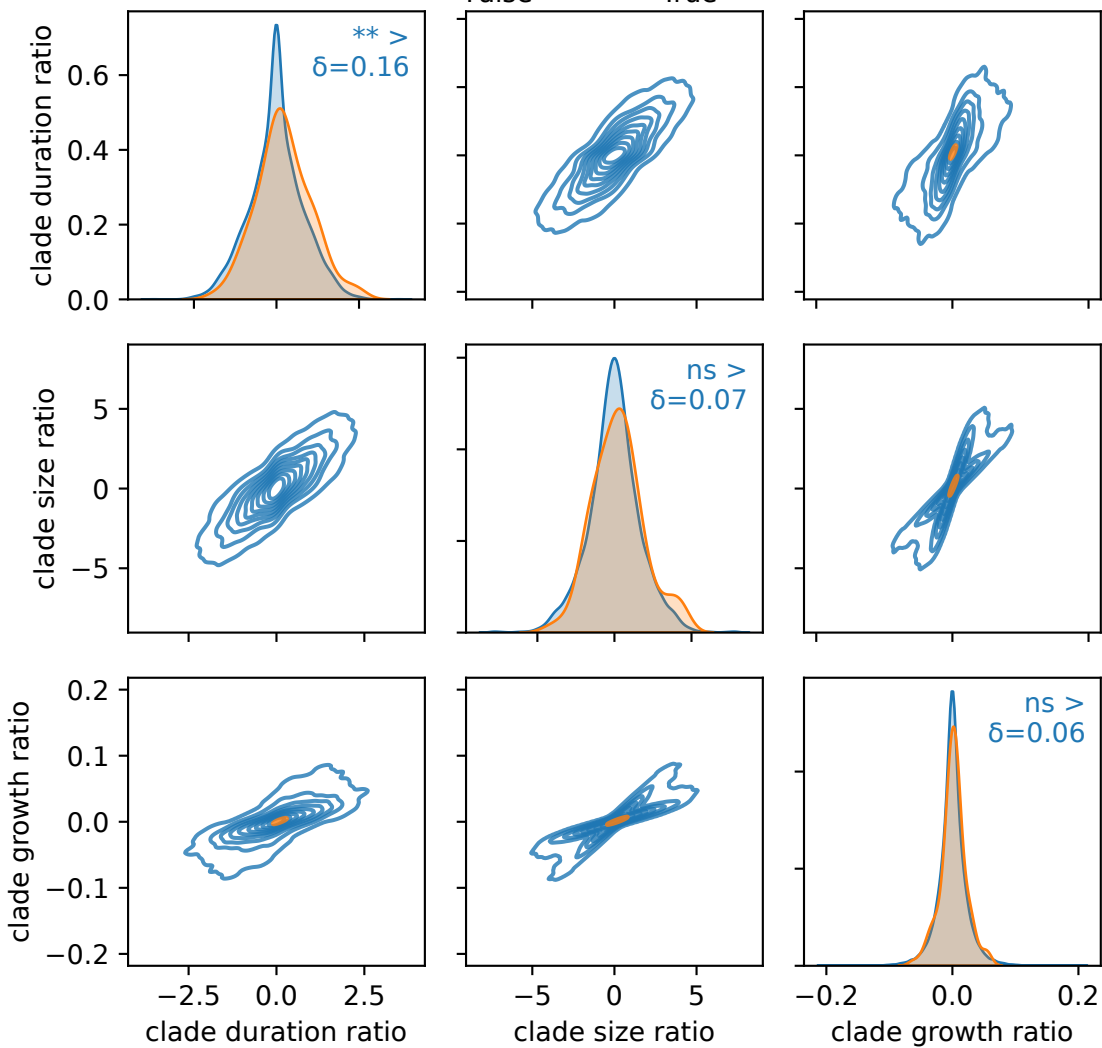 True
clade duration ratio
0.6
0.4
0.2
0.0
** >
δ=0.16
clade size ratio
5
0
−5
ns >
δ=0.07
clade growth ratio
0.2
0.1
0.0
−0.1
−0.2
ns >
δ=0.06
−2.5 0.0 2.5
−5 0 5
−0.2 0.0 0.2
clade duration ratio
clade size ratio
clade growth ratio